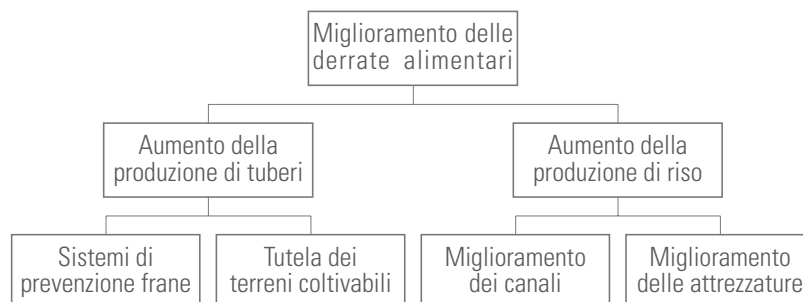 Miglioramento delle
derrate alimentari
Aumento della
produzione di tuberi
Aumento della
produzione di riso
Sistemi di
prevenzione frane
Tutela dei
terreni coltivabili
Miglioramento
dei canali
Miglioramento
delle attrezzature